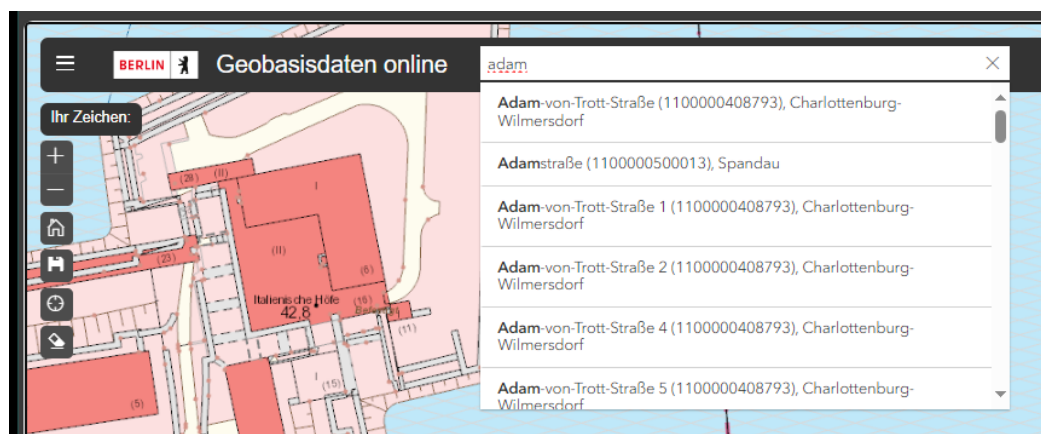 BERLIN
Geobasisdaten online
adam
Ihr Zeichen:
Adam-von-Trott-Straße (1100000408793), Charlottenburg-
Wilmersdorf
Adamstraße (1100000500013), Spandau
Adam-von-Trott-Straße 1 (1100000408793), Charlottenburg-
Wilmersdorf
Adam-von-Trott-Straße 2 (1100000408793), Charlottenburg-
Wilmersdorf
Adam-von-Trott-Straße 4 (1100000408793), Charlottenburg-
Wilmersdorf
Adam-von-Trott-Straße 5 (1100000408793), Charlottenburg-
Wilmersdorf
(28)
(II)
I
(23)
(II)
(6)
Italienische Höfe
(16)
42,8
(11)
I
(15)
(5)